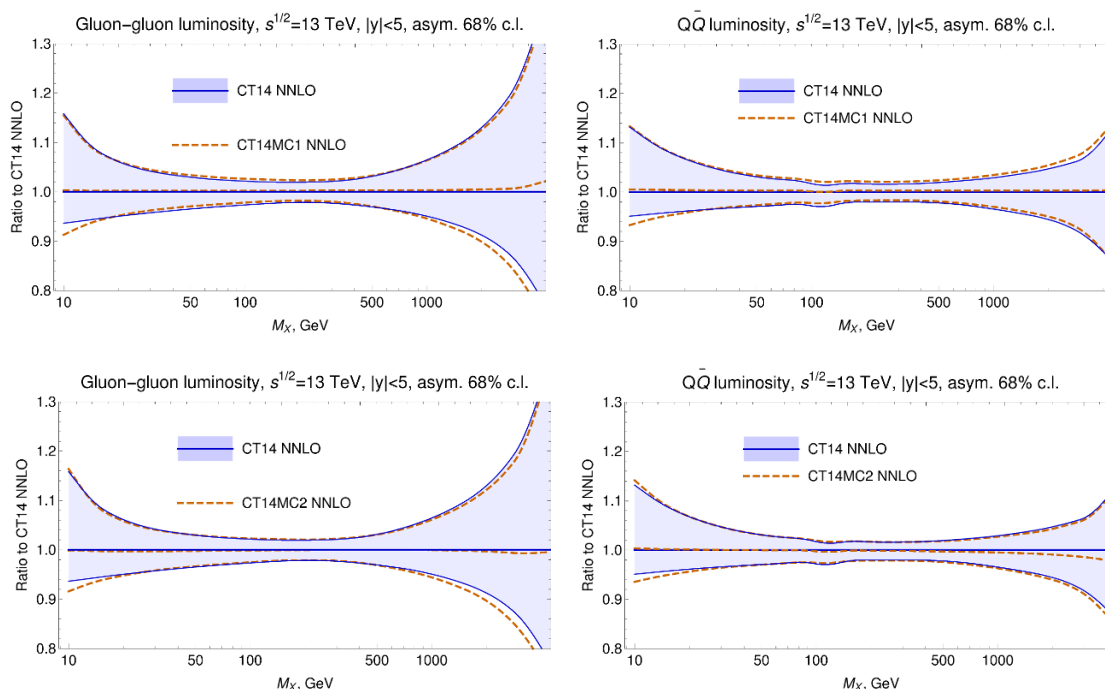 Gluon−gluon luminosity, s^1/2=13 TeV, |y|<5, asym. 68% c.l.
1.3
1.2
1.1
1.0
0.9
0.8
Ratio to CT14 NNLO
CT14 NNLO
CT14MC1 NNLO
10
50
100
500
1000
M_X, GeV
QQ̄ luminosity, s^1/2=13 TeV, |y|<5, asym. 68% c.l.
1.3
1.2
1.1
1.0
0.9
0.8
Ratio to CT14 NNLO
CT14 NNLO
CT14MC1 NNLO
10
50
100
500
1000
M_X, GeV
Gluon−gluon luminosity, s^1/2=13 TeV, |y|<5, asym. 68% c.l.
1.3
1.2
1.1
1.0
0.9
0.8
Ratio to CT14 NNLO
CT14 NNLO
CT14MC2 NNLO
10
50
100
500
1000
M_X, GeV
QQ̄ luminosity, s^1/2=13 TeV, |y|<5, asym. 68% c.l.
1.3
1.2
1.1
1.0
0.9
0.8
Ratio to CT14 NNLO
CT14 NNLO
CT14MC2 NNLO
10
50
100
500
1000
M_X, GeV